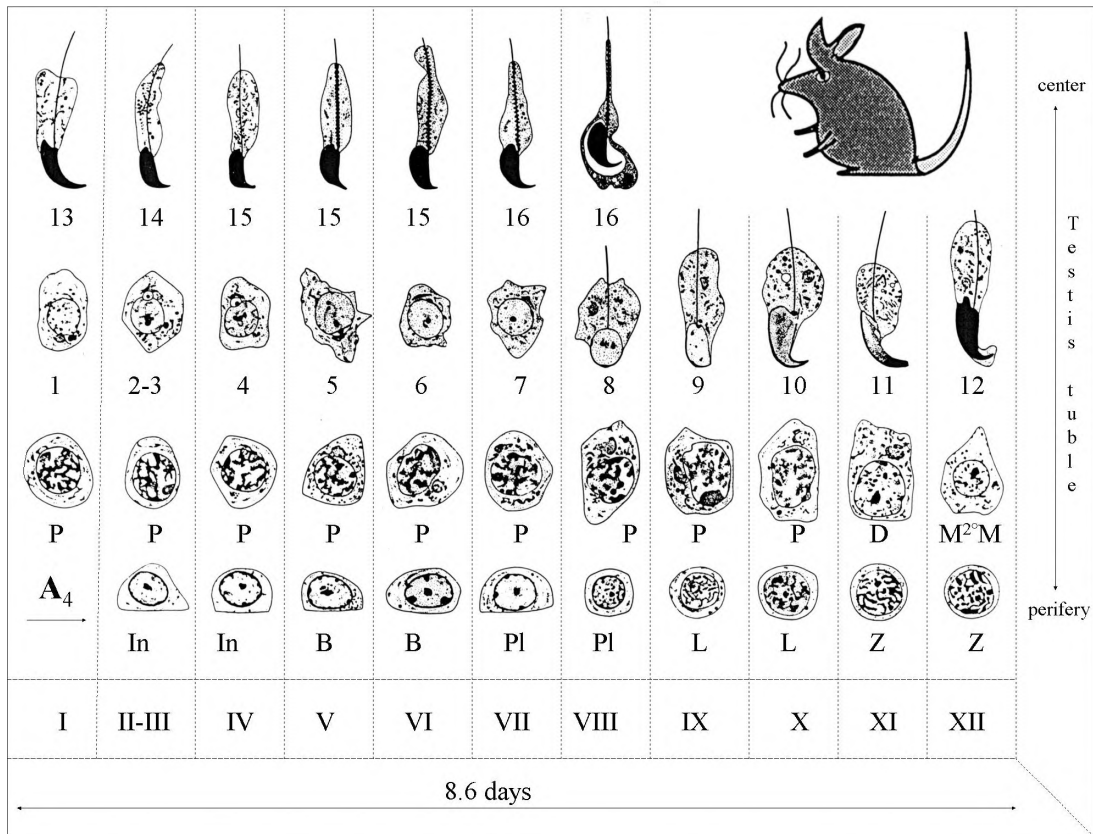 center
13 14 15 15 15 16 16
Testis tuble
1 2-3 4 5 6 7 8 9 10 11 12
P P P P P P P P P D M2°M
A4
perifery
In In B B Pl Pl L L Z Z
I II-III IV V VI VII VIII IX X XI XII
8.6 days